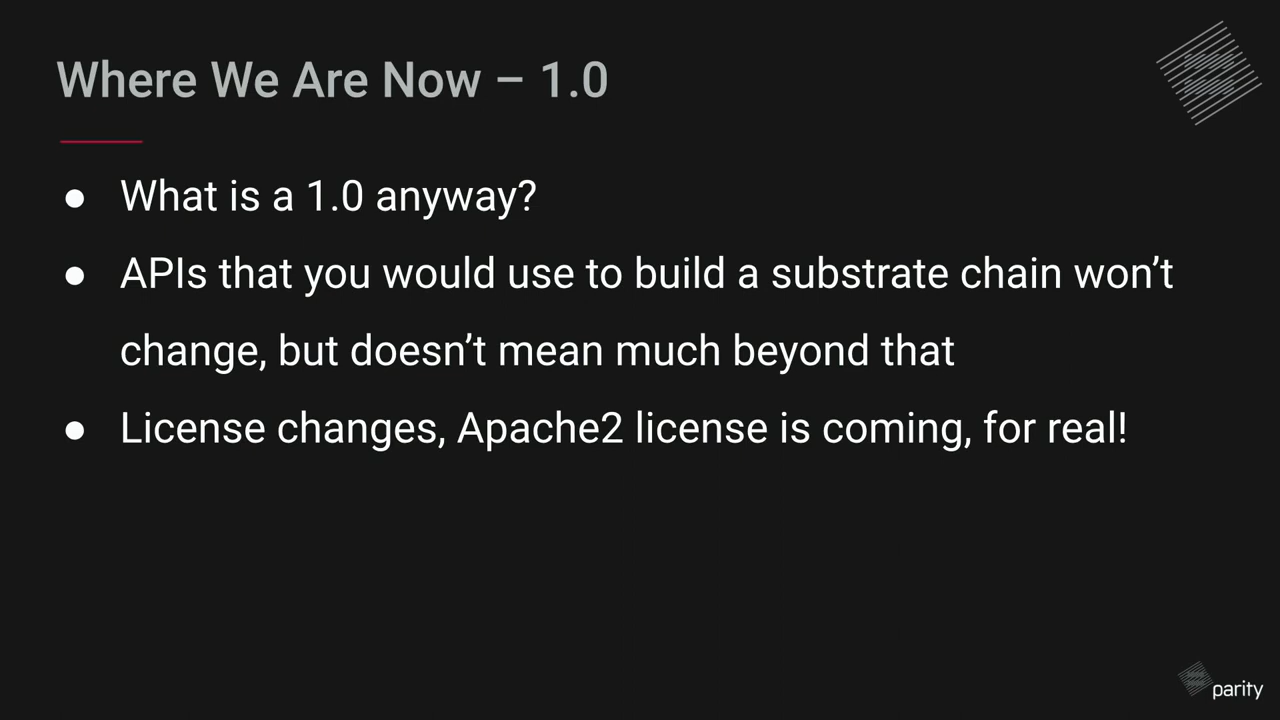 Where We Are Now – 1.0
● What is a 1.0 anyway?
● APIs that you would use to build a substrate chain won’t
change, but doesn’t mean much beyond that
● License changes, Apache2 license is coming, for real!
parity